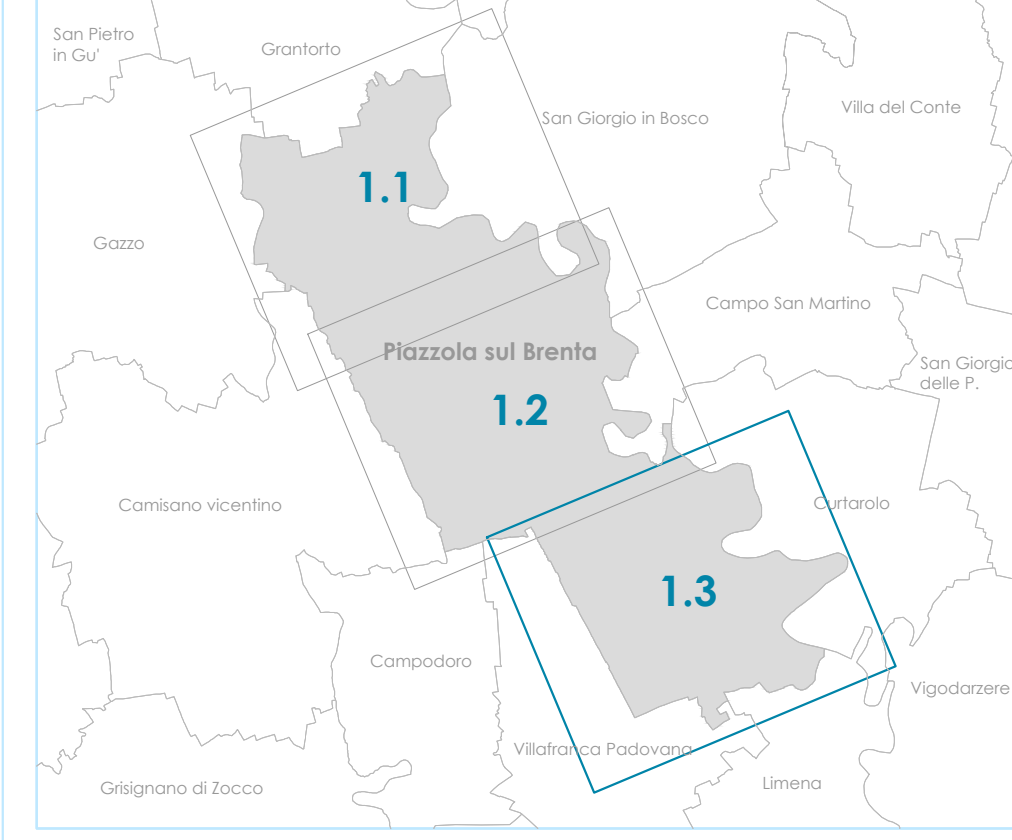 San Pietro
in Gu'
Grantorto
Villa del Conte
San Giorgio in Bosco
1.1
Gazzo
Campo San Martino
Piazzola sul Brenta
San Giorgio
delle P.
1.2
Camisano vicentino
Curtarolo
1.3
Campodoro
Vigodarzere
Villafranca Padovana
Limena
Grisignano di Zocco